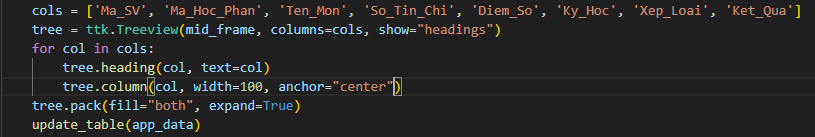 cols = ['Ma_SV', 'Ma_Hoc_Phan', 'Ten_Mon', 'So_Tin_Chi', 'Diem_So', 'Ky_Hoc', 'Xep_Loai', 'Ket_Qua']
tree = ttk.Treeview(mid_frame, columns=cols, show="headings")
for col in cols:
    tree.heading(col, text=col)
    tree.column(col, width=100, anchor="center")
tree.pack(fill="both", expand=True)
update_table(app_data)